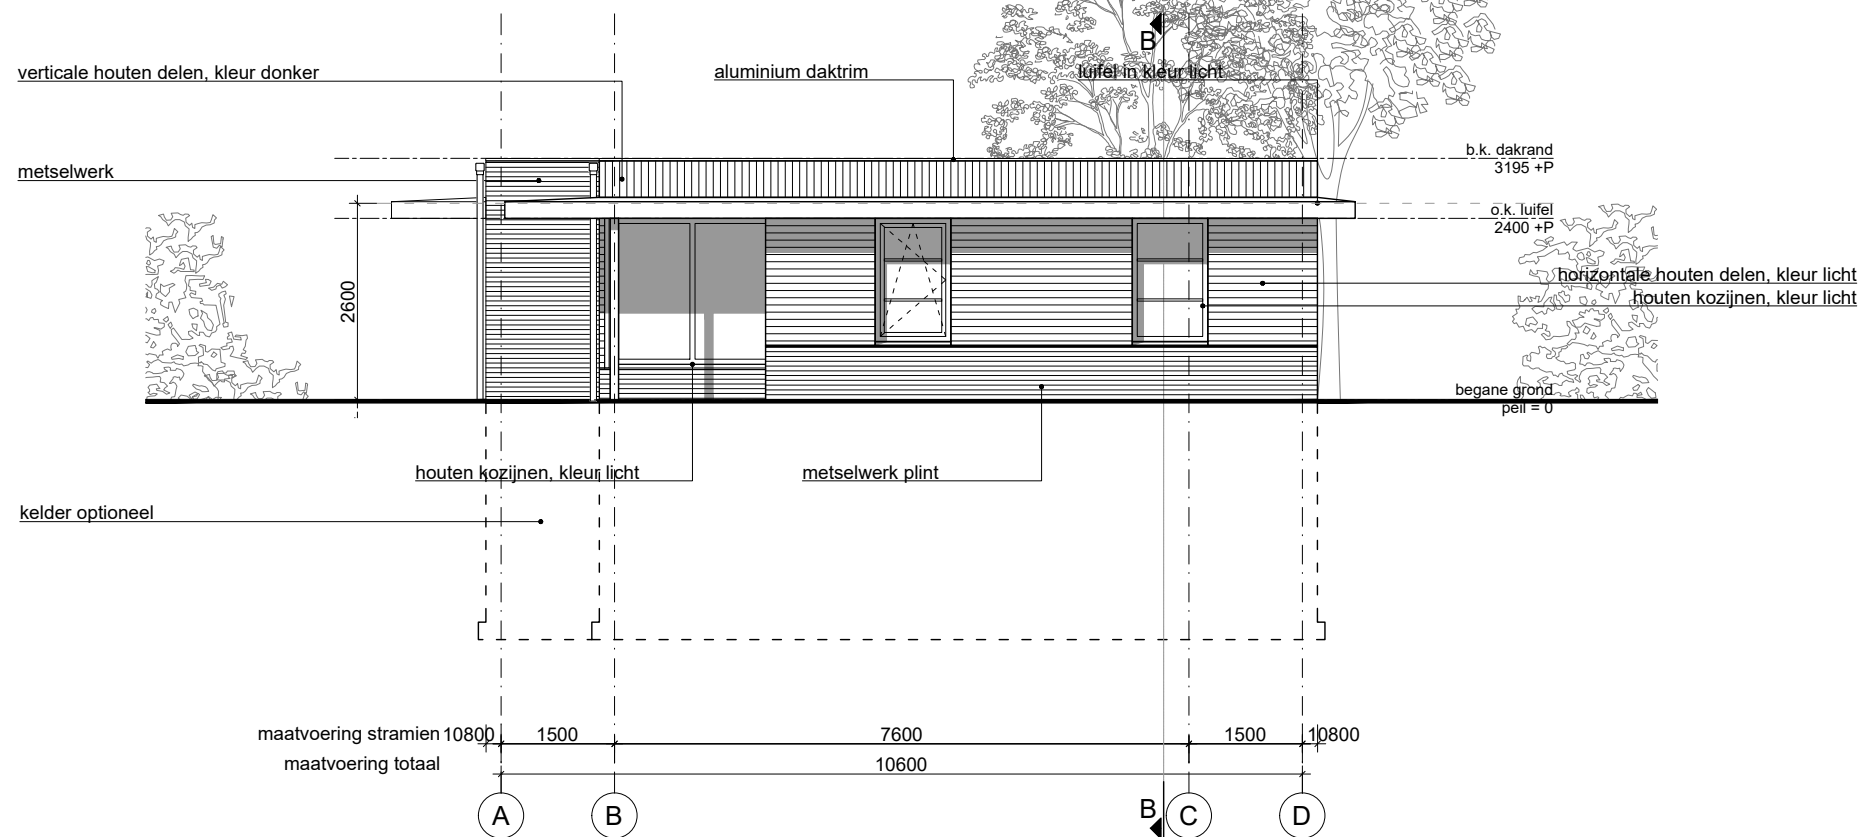 B
verticale houten delen, kleur donker
aluminium daktrim
luifel in kleur licht
b.k. dakrand
3195 +P
metselwerk
o.k. luifel
2400 +P
horizontale houten delen, kleur licht
houten kozijnen, kleur licht
2600
begane grond
peil = 0
houten kozijnen, kleur licht
metselwerk plint
kelder optioneel
maatvoering stramien 10800 1500 7600 1500 10800
maatvoering totaal 10600
A B B C D